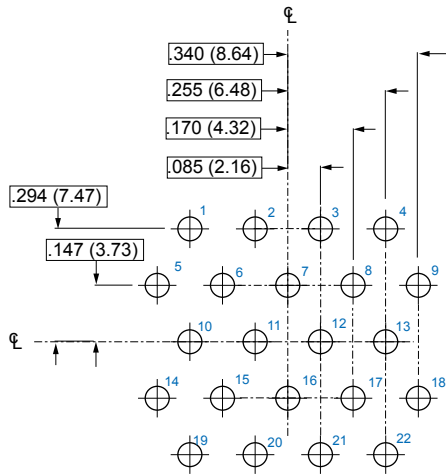 ℄
.340 (8.64)
.255 (6.48)
.170 (4.32)
.085 (2.16)
.294 (7.47)
1 2 3 4
.147 (3.73)
5 6 7 8 9
℄ 10 11 12 13
14 15 16 17 18
19 20 21 22